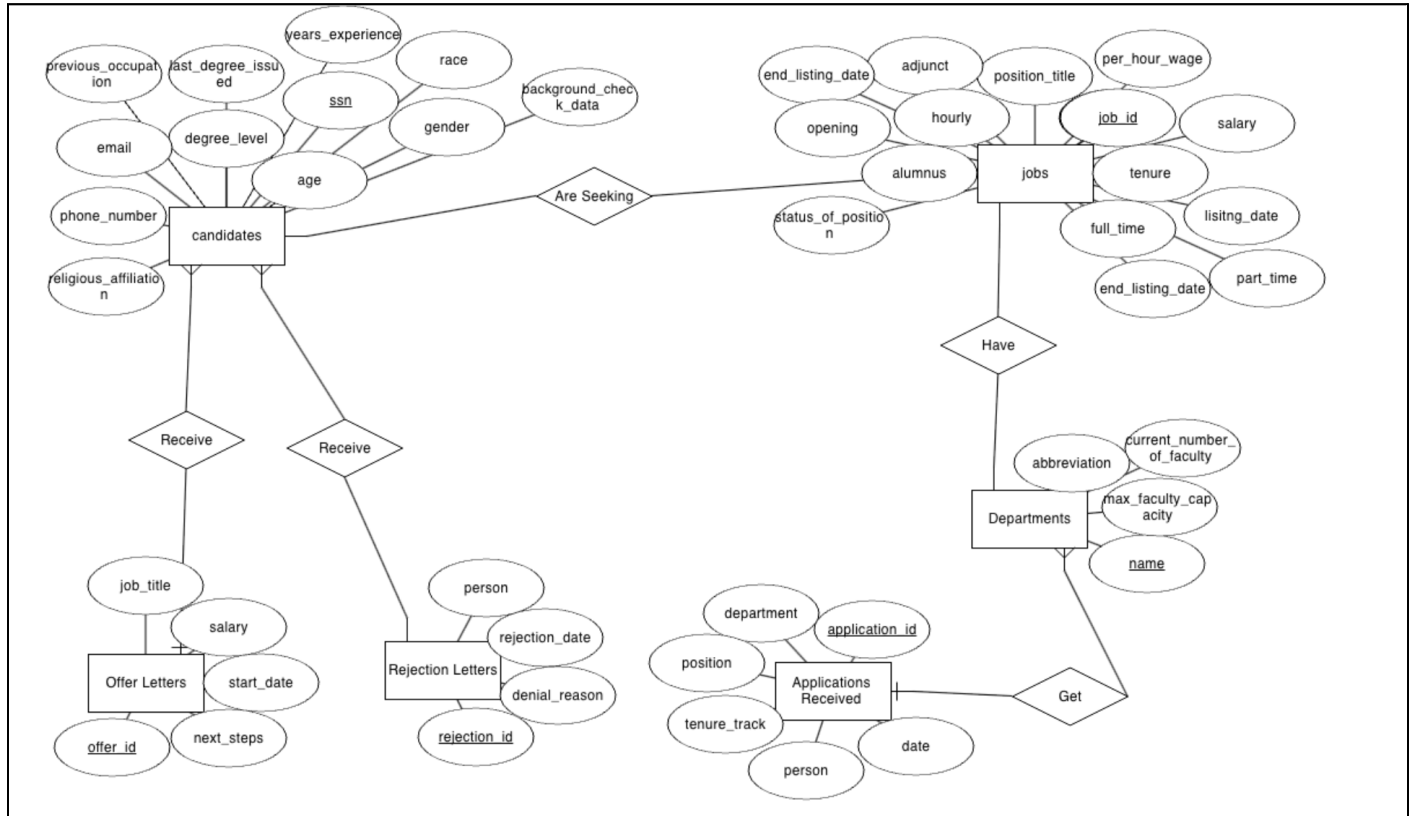 years_experience
previous_occupat
ion
last_degree_issu
ed
race
ssn
background_chec
k_data
email
degree_level
gender
age
phone_number
candidates
religious_affiliatio
n
Are Seeking
end_listing_date
adjunct
position_title
per_hour_wage
opening
hourly
job_id
salary
alumnus
jobs
tenure
status_of_positio
n
full_time
lisitng_date
end_listing_date
part_time
Receive
Receive
Have
abbreviation
current_number_
of_faculty
Departments
max_faculty_cap
acity
name
job_title
salary
Offer Letters
start_date
offer_id
next_steps
person
rejection_date
Rejection Letters
denial_reason
rejection_id
department
application_id
position
Applications
Received
tenure_track
person
date
Get